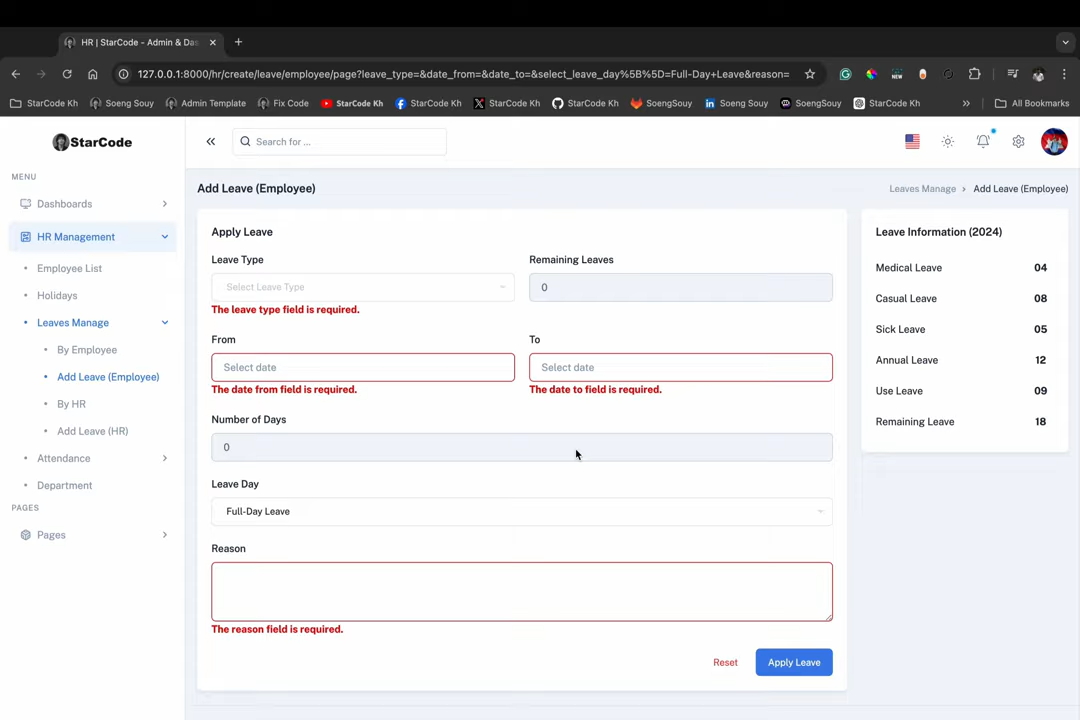 HR | StarCode - Admin & Das
127.0.0.1:8000/hr/create/leave/employee/page?leave_type=&date_from=&date_to=&select_leave_day%5B%5D=Full-Day+Leave&reason=
NEW
StarCode Kh
Soeng Souy
Admin Template
Fix Code
StarCode Kh
StarCode Kh
StarCode Kh
StarCode Kh
SoengSouy
Soeng Souy
SoengSouy
StarCode Kh
»
All Bookmarks
StarCode
Search for ...
MENU
Dashboards
HR Management
Employee List
Holidays
Leaves Manage
By Employee
Add Leave (Employee)
By HR
Add Leave (HR)
Attendance
Department
PAGES
Pages
Add Leave (Employee)
Leaves Manage > Add Leave (Employee)
Apply Leave
Leave Type
Remaining Leaves
Select Leave Type
0
The leave type field is required.
From
To
Select date
Select date
The date from field is required.
The date to field is required.
Number of Days
0
Leave Day
Full-Day Leave
Reason
The reason field is required.
Reset
Apply Leave
Leave Information (2024)
Medical Leave 04
Casual Leave 08
Sick Leave 05
Annual Leave 12
Use Leave 09
Remaining Leave 18